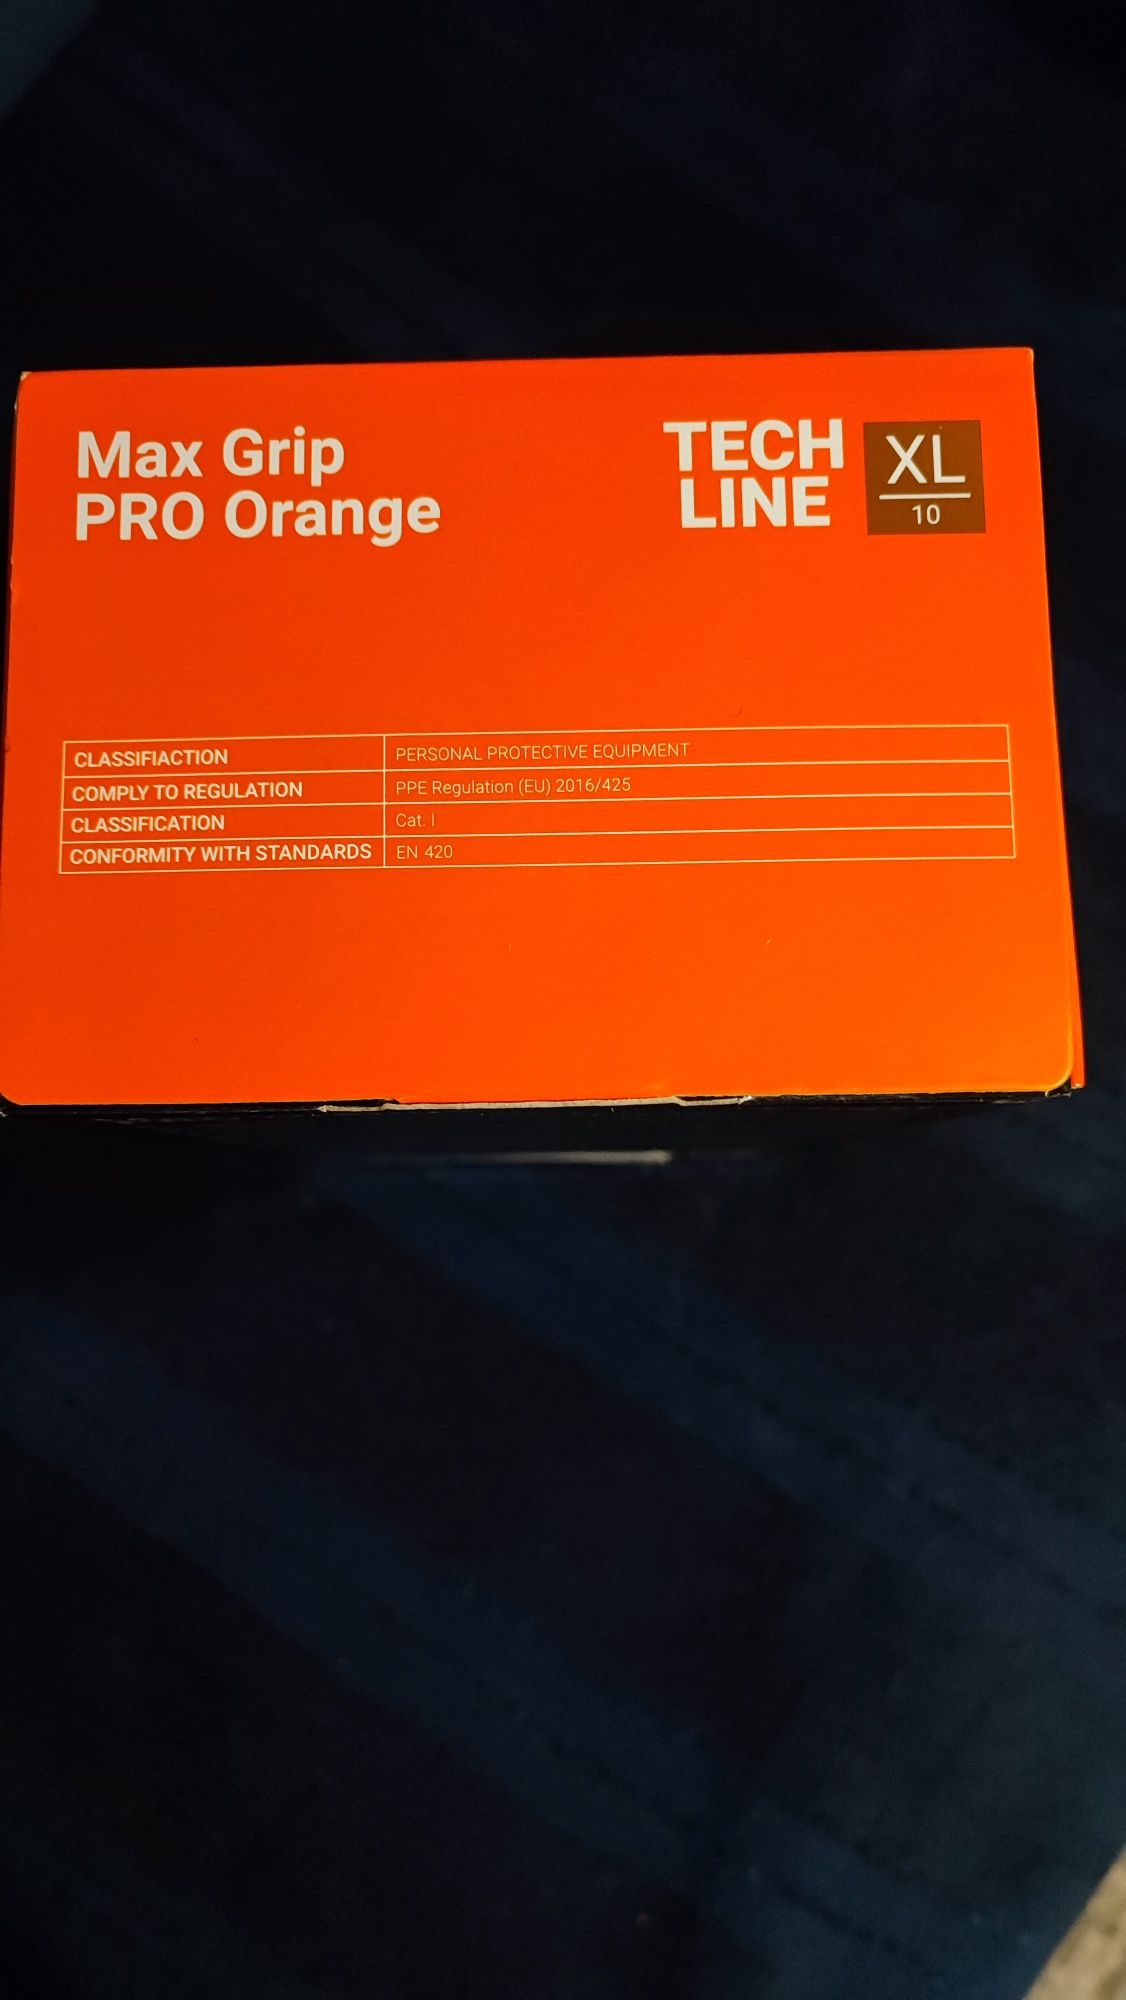 Max Grip
PRO Orange
TECH
LINE
XL
10
CLASSIFIACTION PERSONAL PROTECTIVE EQUIPMENT
COMPLY TO REGULATION PPE Regulation (EU) 2016/425
CLASSIFICATION Cat. I
CONFORMITY WITH STANDARDS EN 420